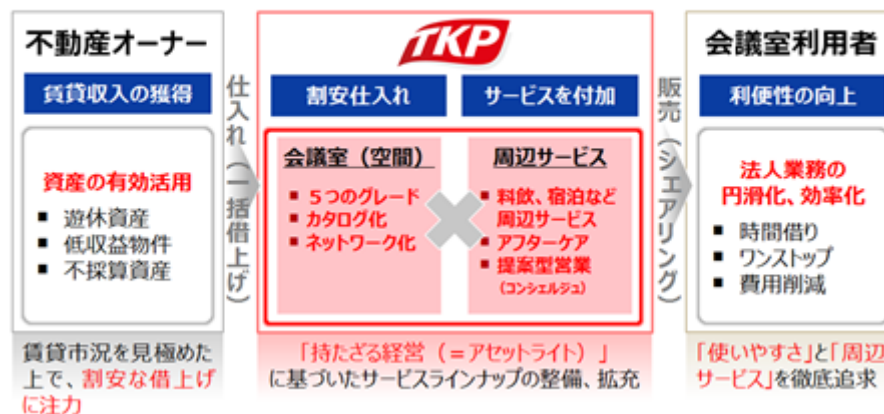 不動産オーナー
賃貸収入の獲得
資産の有効活用
■ 遊休資産
■ 低収益物件
■ 不採算資産
賃貸市況を見極めた
上で、割安な借上げ
に注力
仕入れ（一括借上げ）
TKP
割安仕入れ
サービスを付加
会議室（空間）
■ 5つのグレード
■ カタログ化
■ ネットワーク化
周辺サービス
■ 料飲、宿泊など
周辺サービス
■ アフターケア
■ 提案型営業
（コンシェルジュ）
「持たざる経営（＝アセットライト）」
に基づいたサービスラインナップの整備、拡充
販売（シェアリング）
会議室利用者
利便性の向上
法人業務の
円滑化、効率化
■ 時間借り
■ ワンストップ
■ 費用削減
「使いやすさ」と「周辺
サービス」を徹底追求